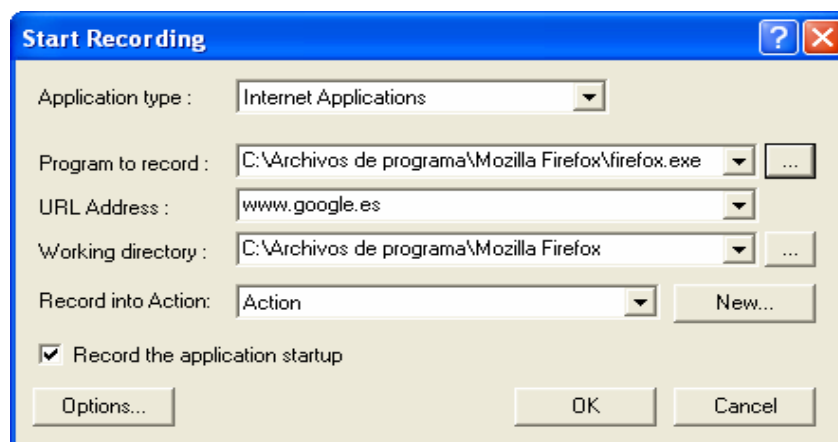 Start Recording
Application type : Internet Applications
Program to record : C:\Archivos de programa\Mozilla Firefox\firefox.exe ...
URL Address : www.google.es
Working directory : C:\Archivos de programa\Mozilla Firefox ...
Record into Action: Action New...
Record the application startup
Options... OK Cancel